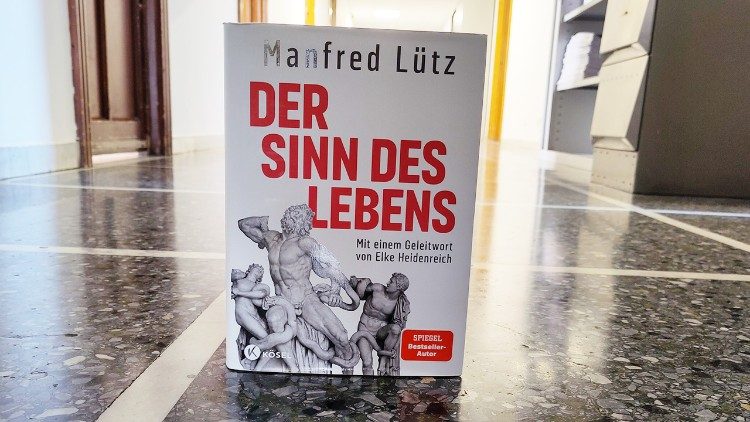 Manfred Lütz
DER
SINN DES
LEBENS
Mit einem Geleitwort
von Elke Heidenreich
SPIEGEL
Bestseller-
Autor
KÖSEL